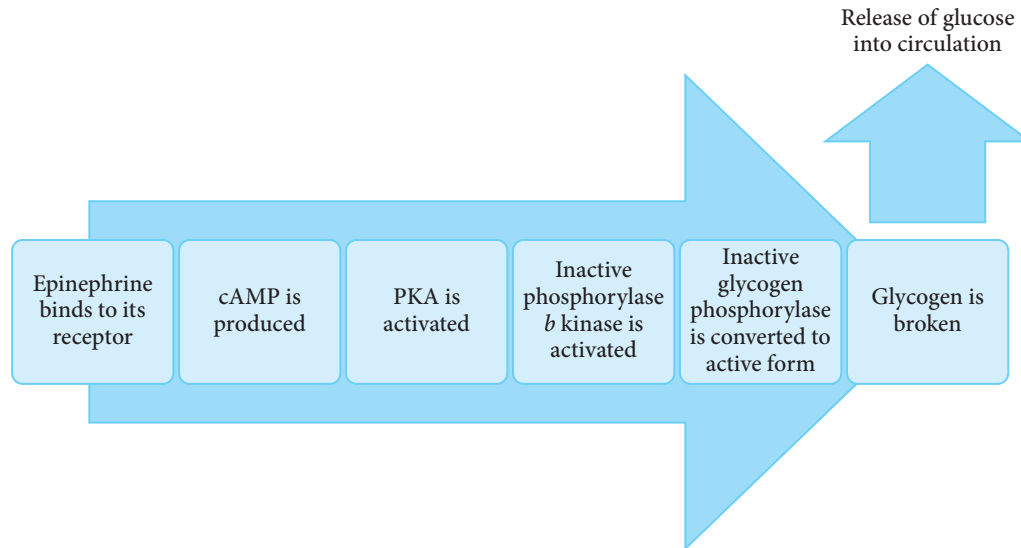 Release of glucose
into circulation
Epinephrine
binds to its
receptor
cAMP is
produced
PKA is
activated
Inactive
phosphorylase
b kinase is
activated
Inactive
glycogen
phosphorylase
is converted to
active form
Glycogen is
broken